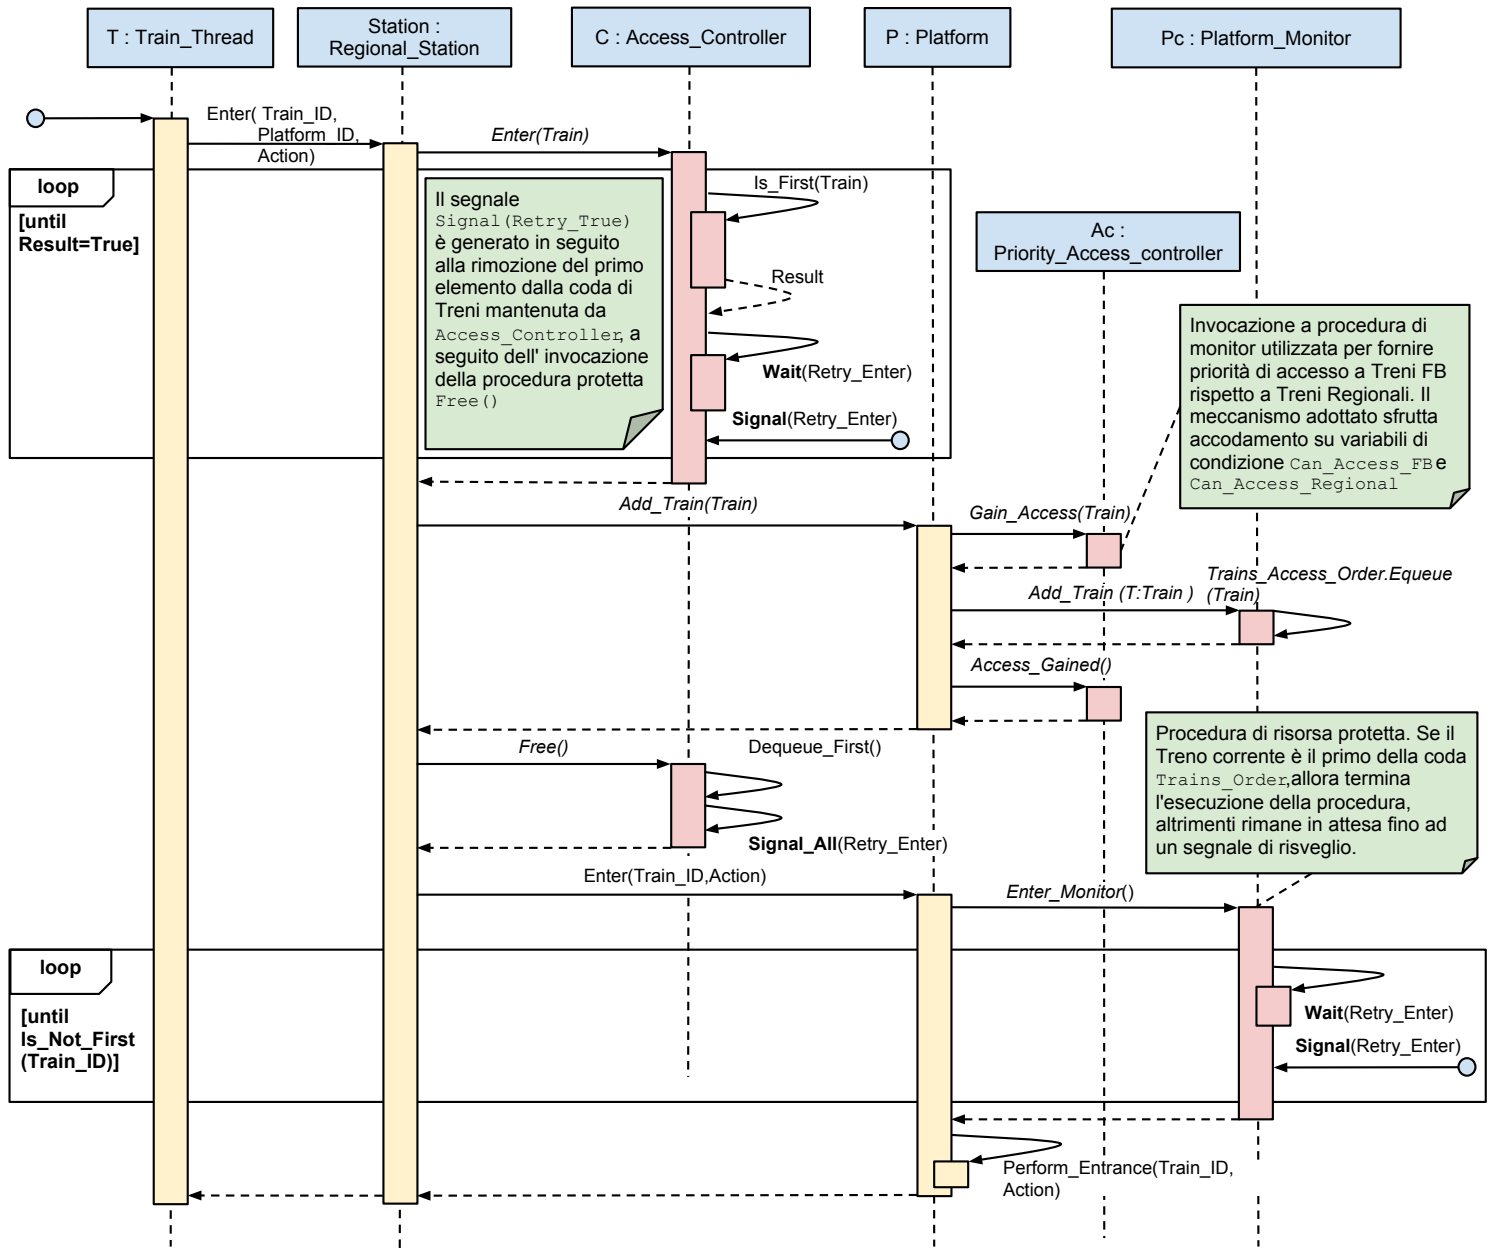 T : Train_Thread
Station :
Regional_Station
C : Access_Controller
P : Platform
Pc : Platform_Monitor
Enter( Train_ID,
Platform_ID,
Action)
Enter(Train)
loop
[until
Result=True]
Il segnale
Signal(Retry_True)
è generato in seguito
alla rimozione del primo
elemento dalla coda di
Treni mantenuta da
Access_Controller, a
seguito dell' invocazione
della procedura protetta
Free()
Is_First(Train)
Result
Wait(Retry_Enter)
Signal(Retry_Enter)
Ac :
Priority_Access_controller
Invocazione a procedura di
monitor utilizzata per fornire
priorità di accesso a Treni FB
rispetto a Treni Regionali. Il
meccanismo adottato sfrutta
accodamento su variabili di
condizione Can_Access_FB e
Can_Access_Regional
Add_Train(Train)
Gain_Access(Train)
Trains_Access_Order.Equeue
(Train)
Add_Train (T:Train )
Access_Gained()
Free()
Dequeue_First()
Signal_All(Retry_Enter)
Procedura di risorsa protetta. Se il
Treno corrente è il primo della coda
Trains_Order,allora termina
l'esecuzione della procedura,
altrimenti rimane in attesa fino ad
un segnale di risveglio.
Enter(Train_ID,Action)
Enter_Monitor()
loop
[until
Is_Not_First
(Train_ID)]
Wait(Retry_Enter)
Signal(Retry_Enter)
Perform_Entrance(Train_ID,
Action)